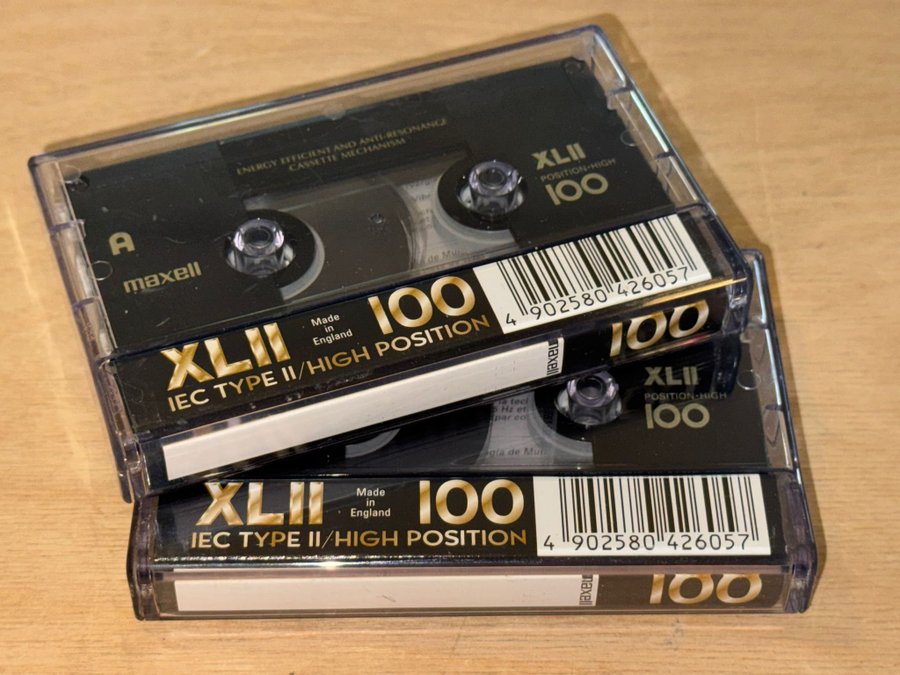 ENERGY EFFICIENT AND ANTI-RESONANCE
CASSETTE MECHANISM
XLII
POSITION·HIGH
100
A
maxell
XLII
Made
in
England
100
IEC TYPE II/HIGH POSITION
4 902580 426057
maxell
100
XLII
POSITION·HIGH
100
XLII
Made
in
England
100
IEC TYPE II/HIGH POSITION
4 902580 426057
maxell
100